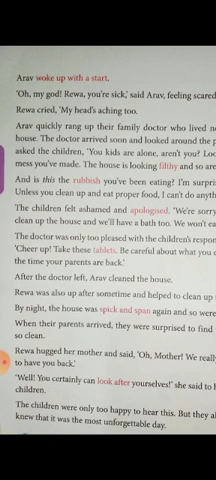 Arav woke up with a start.
'Oh, my god! Rewa, you're sick,' said Arav, feeling scared
Rewa cried, 'My head's aching too.
Arav quickly rang up their family doctor who lived
house. The doctor arrived soon and looked around the
asked the children, 'You kids are alone, aren't you?
mess you've made. The house is looking filthy and so are
And is this the rubbish you've been eating? I'm
Unless you clean up and eat proper food, I can't do
The children felt ashamed and apologised. 'We're sorry
clean up the house and we'll have a bath too. We won't
The doctor was only too pleased with the children's
'Cheer up! Take these tablets. Be careful about what you
the time your parents are back.'
After the doctor left, Arav cleaned the house.
Rewa was also up after sometime and helped to clean up
By night, the house was spick and span again and so were
When their parents arrived, they were surprised to find
so clean.
Rewa hugged her mother and said, 'Oh, Mother! We
to have you back.'
'Well! You certainly can look after yourselves!' she said to
children.
The children were only too happy to hear this. But they
knew that it was the most unforgettable day.